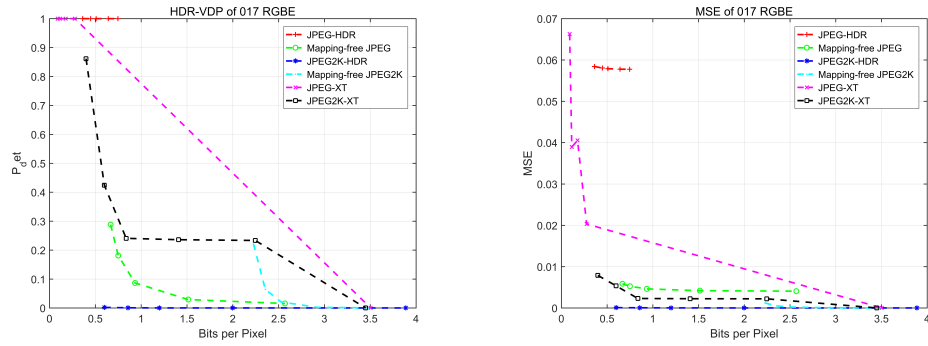 HDR-VDP of 017 RGBE
1
0.9
0.8
0.7
0.6
0.5
0.4
0.3
0.2
0.1
0
P_det
0 0.5 1 1.5 2 2.5 3 3.5 4
Bits per Pixel
JPEG-HDR
Mapping-free JPEG
JPEG2K-HDR
Mapping-free JPEG2K
JPEG-XT
JPEG2K-XT
MSE of 017 RGBE
0.07
0.06
0.05
0.04
0.03
0.02
0.01
0
MSE
0 0.5 1 1.5 2 2.5 3 3.5 4
Bits per Pixel
JPEG-HDR
Mapping-free JPEG
JPEG2K-HDR
Mapping-free JPEG2K
JPEG-XT
JPEG2K-XT